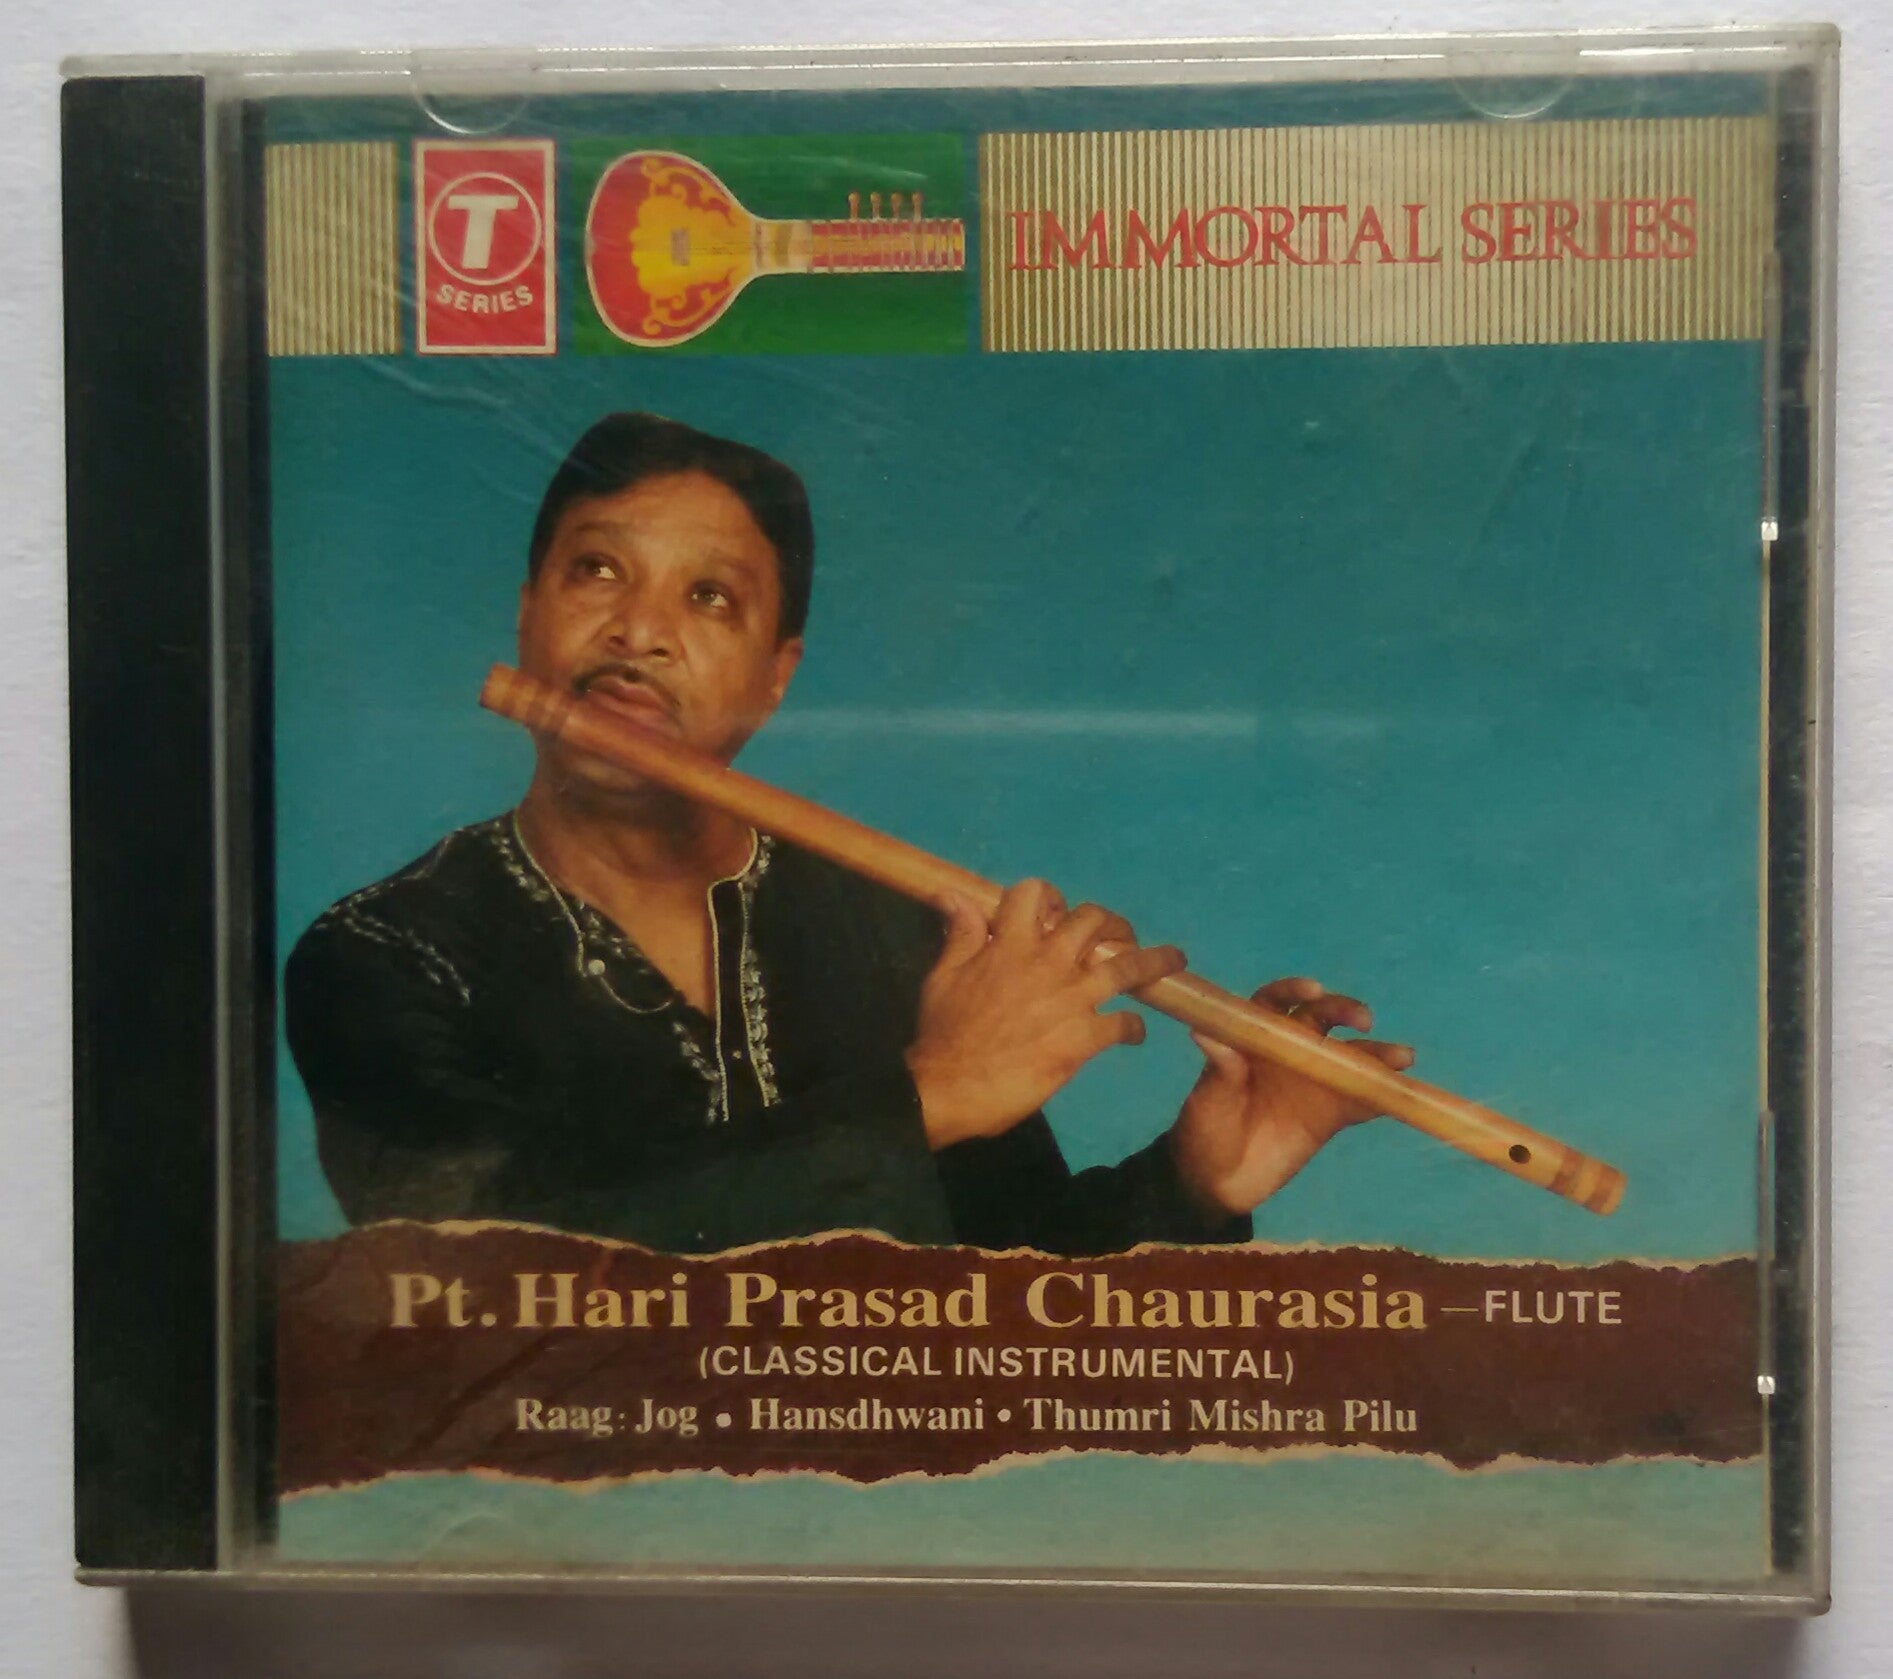 T
SERIES
IMMORTAL SERIES
Pt. Hari Prasad Chaurasia — FLUTE
(CLASSICAL INSTRUMENTAL)
Raag: Jog • Hansdhwani • Thumri Mishra Pilu